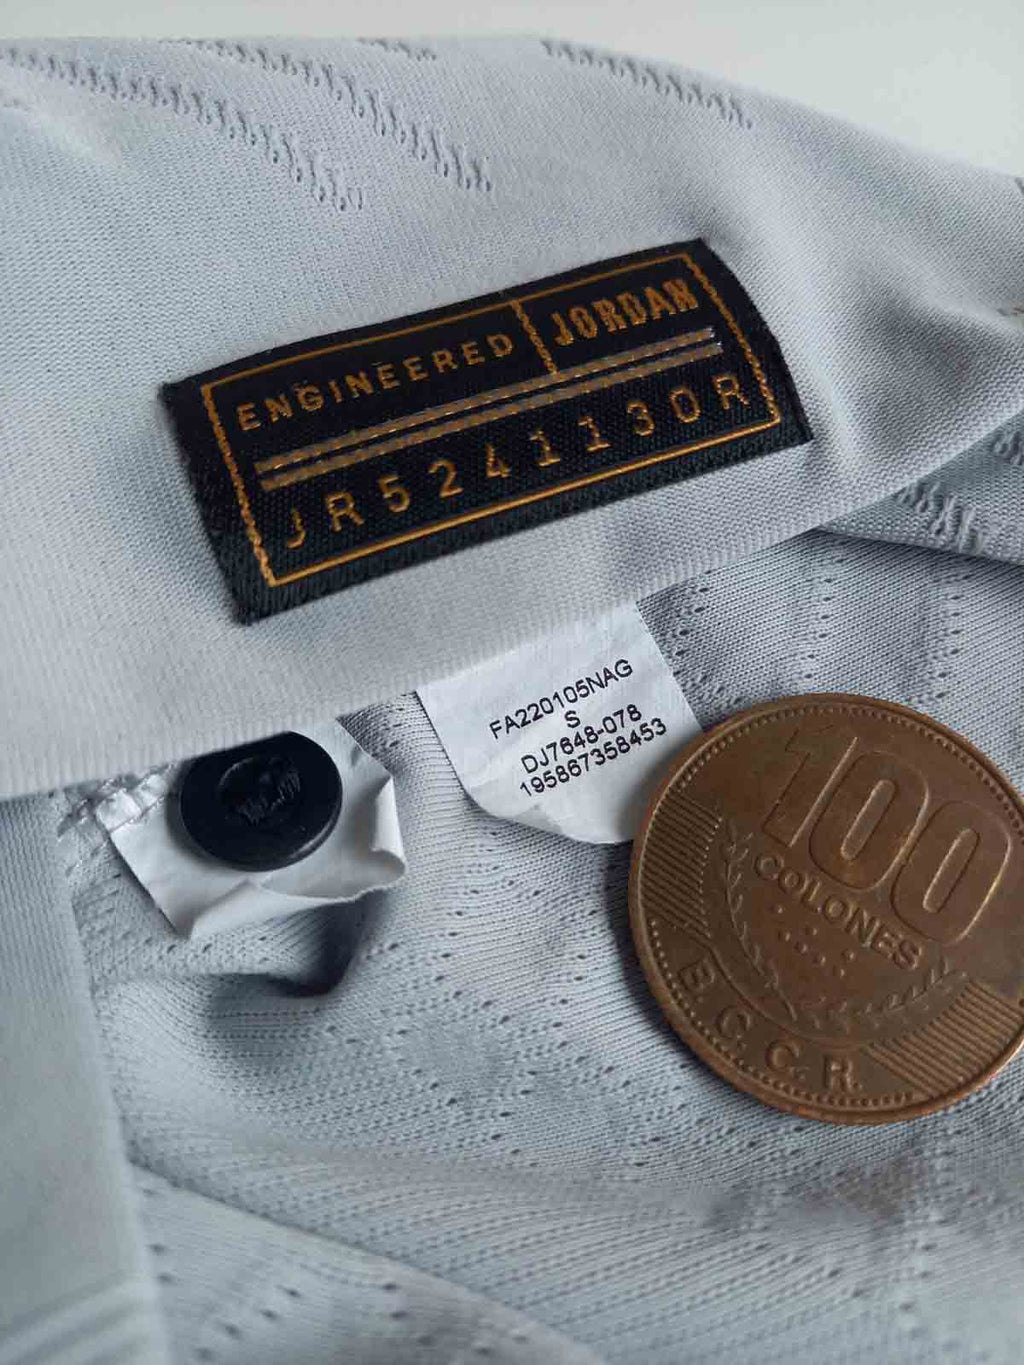 ENGINEERED JORDAN
JR5241130R
FA220105NAG
S
DJ7648-078
195867358453
100
COLONES
B. C. C. R.